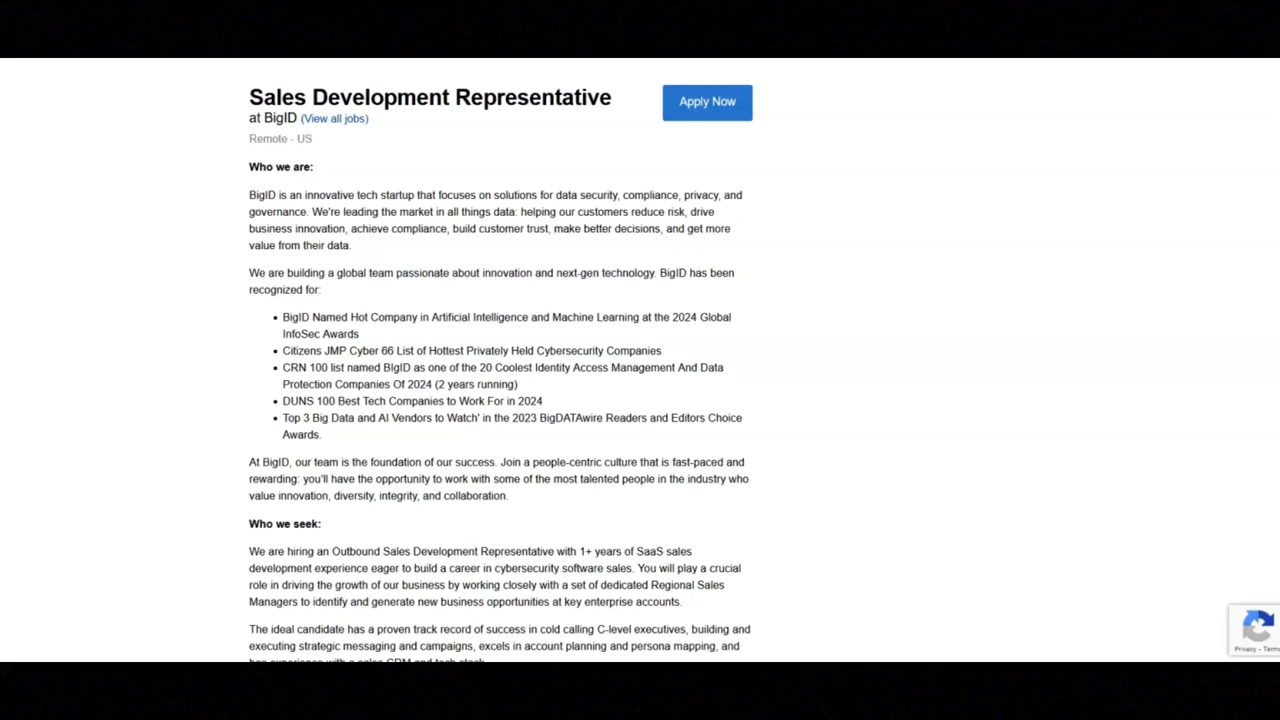 Sales Development Representative
Apply Now
at BigID (View all jobs)
Remote - US
Who we are:
BigID is an innovative tech startup that focuses on solutions for data security, compliance, privacy, and
governance. We're leading the market in all things data: helping our customers reduce risk, drive
business innovation, achieve compliance, build customer trust, make better decisions, and get more
value from their data.
We are building a global team passionate about innovation and next-gen technology. BigID has been
recognized for:
• BigID Named Hot Company in Artificial Intelligence and Machine Learning at the 2024 Global
InfoSec Awards
• Citizens JMP Cyber 66 List of Hottest Privately Held Cybersecurity Companies
• CRN 100 list named BIgID as one of the 20 Coolest Identity Access Management And Data
Protection Companies Of 2024 (2 years running)
• DUNS 100 Best Tech Companies to Work For in 2024
• Top 3 Big Data and AI Vendors to Watch' in the 2023 BigDATAwire Readers and Editors Choice
Awards.
At BigID, our team is the foundation of our success. Join a people-centric culture that is fast-paced and
rewarding: you'll have the opportunity to work with some of the most talented people in the industry who
value innovation, diversity, integrity, and collaboration.
Who we seek:
We are hiring an Outbound Sales Development Representative with 1+ years of SaaS sales
development experience eager to build a career in cybersecurity software sales. You will play a crucial
role in driving the growth of our business by working closely with a set of dedicated Regional Sales
Managers to identify and generate new business opportunities at key enterprise accounts.
The ideal candidate has a proven track record of success in cold calling C-level executives, building and
executing strategic messaging and campaigns, excels in account planning and persona mapping, and
has experience with a sales CRM and tech stack.
Privacy - Terms